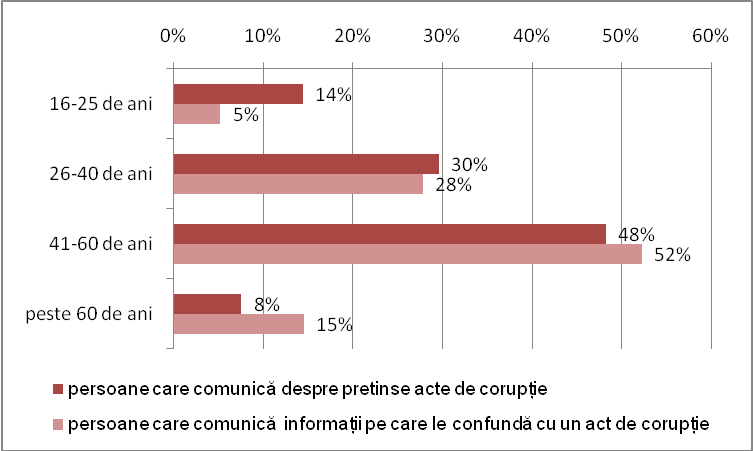 0% 10% 20% 30% 40% 50% 60%
16-25 de ani 14%
5%
26-40 de ani 30%
28%
41-60 de ani 48%
52%
peste 60 de ani 8%
15%
persoane care comunică despre pretinse acte de corupție
persoane care comunică informații pe care le confundă cu un act de corupție